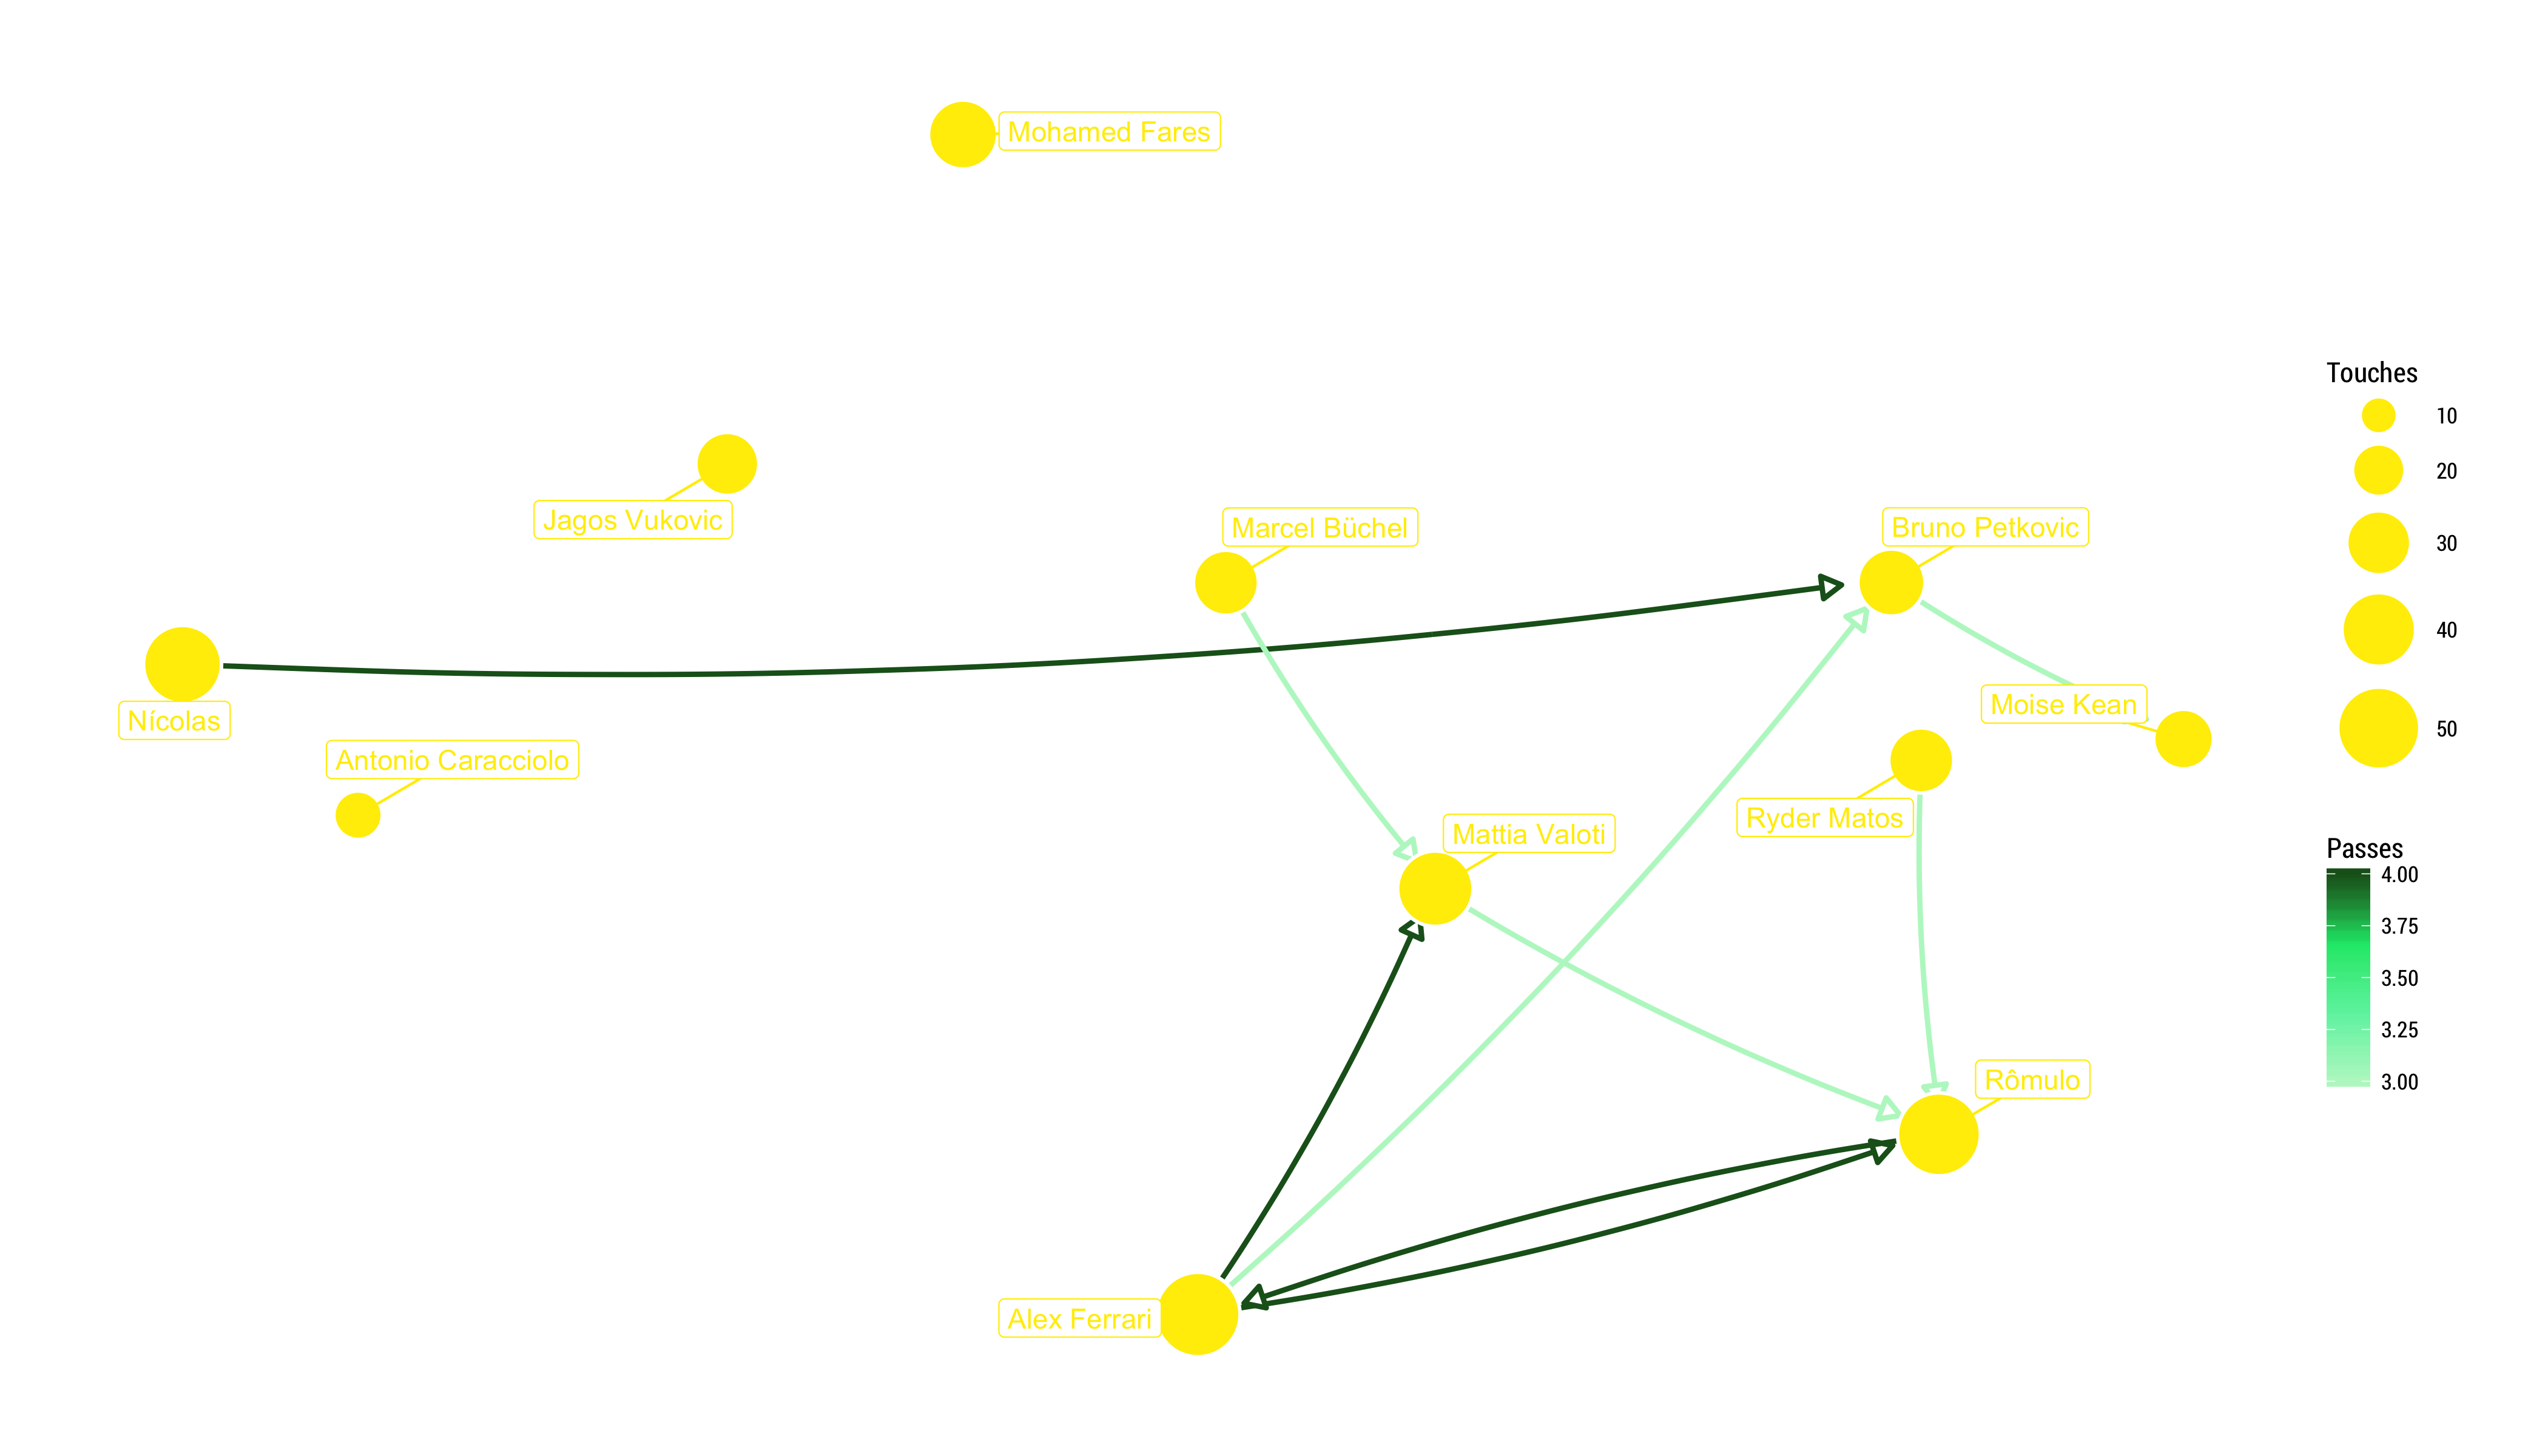 Mohamed Fares
Touches
10
20
Jagos Vukovic
Marcel Büchel
Bruno Petkovic
30
40
Moise Kean
Nícolas
50
Antonio Caracciolo
Ryder Matos
Mattia Valoti
Passes
4.00
3.75
3.50
3.25
3.00
Rômulo
Alex Ferrari